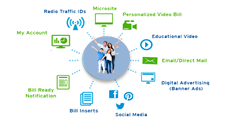 Microsite
Radio Traffic IDs
Personalized Video Bill
My Account
Educational Video
Email/Direct Mail
Bill Ready
Notification
Digital Advertising
(Banner Ads)
Bill Inserts
Social Media